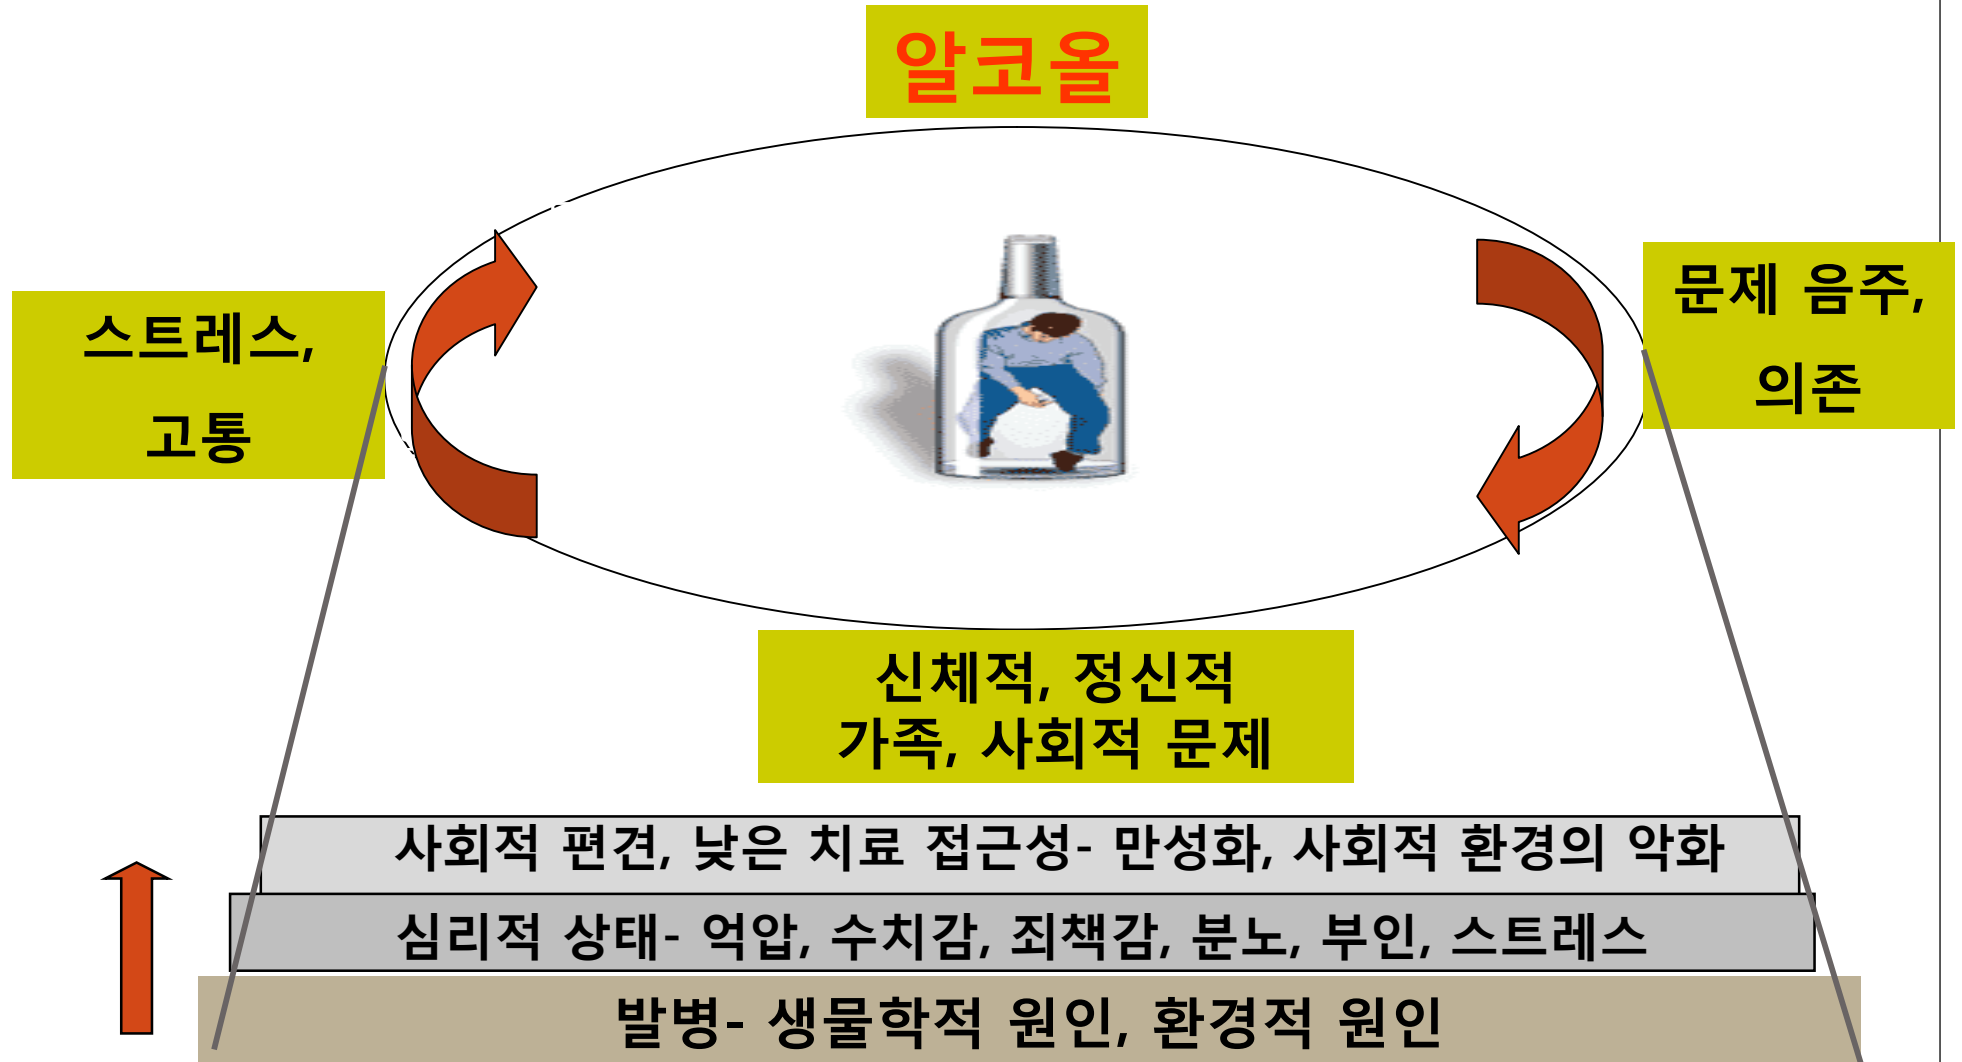 알코올
스트레스,
고통
문제 음주,
의존
신체적, 정신적
가족, 사회적 문제
사회적 편견, 낮은 치료 접근성- 만성화, 사회적 환경의 악화
심리적 상태- 억압, 수치감, 죄책감, 분노, 부인, 스트레스
발병- 생물학적 원인, 환경적 원인